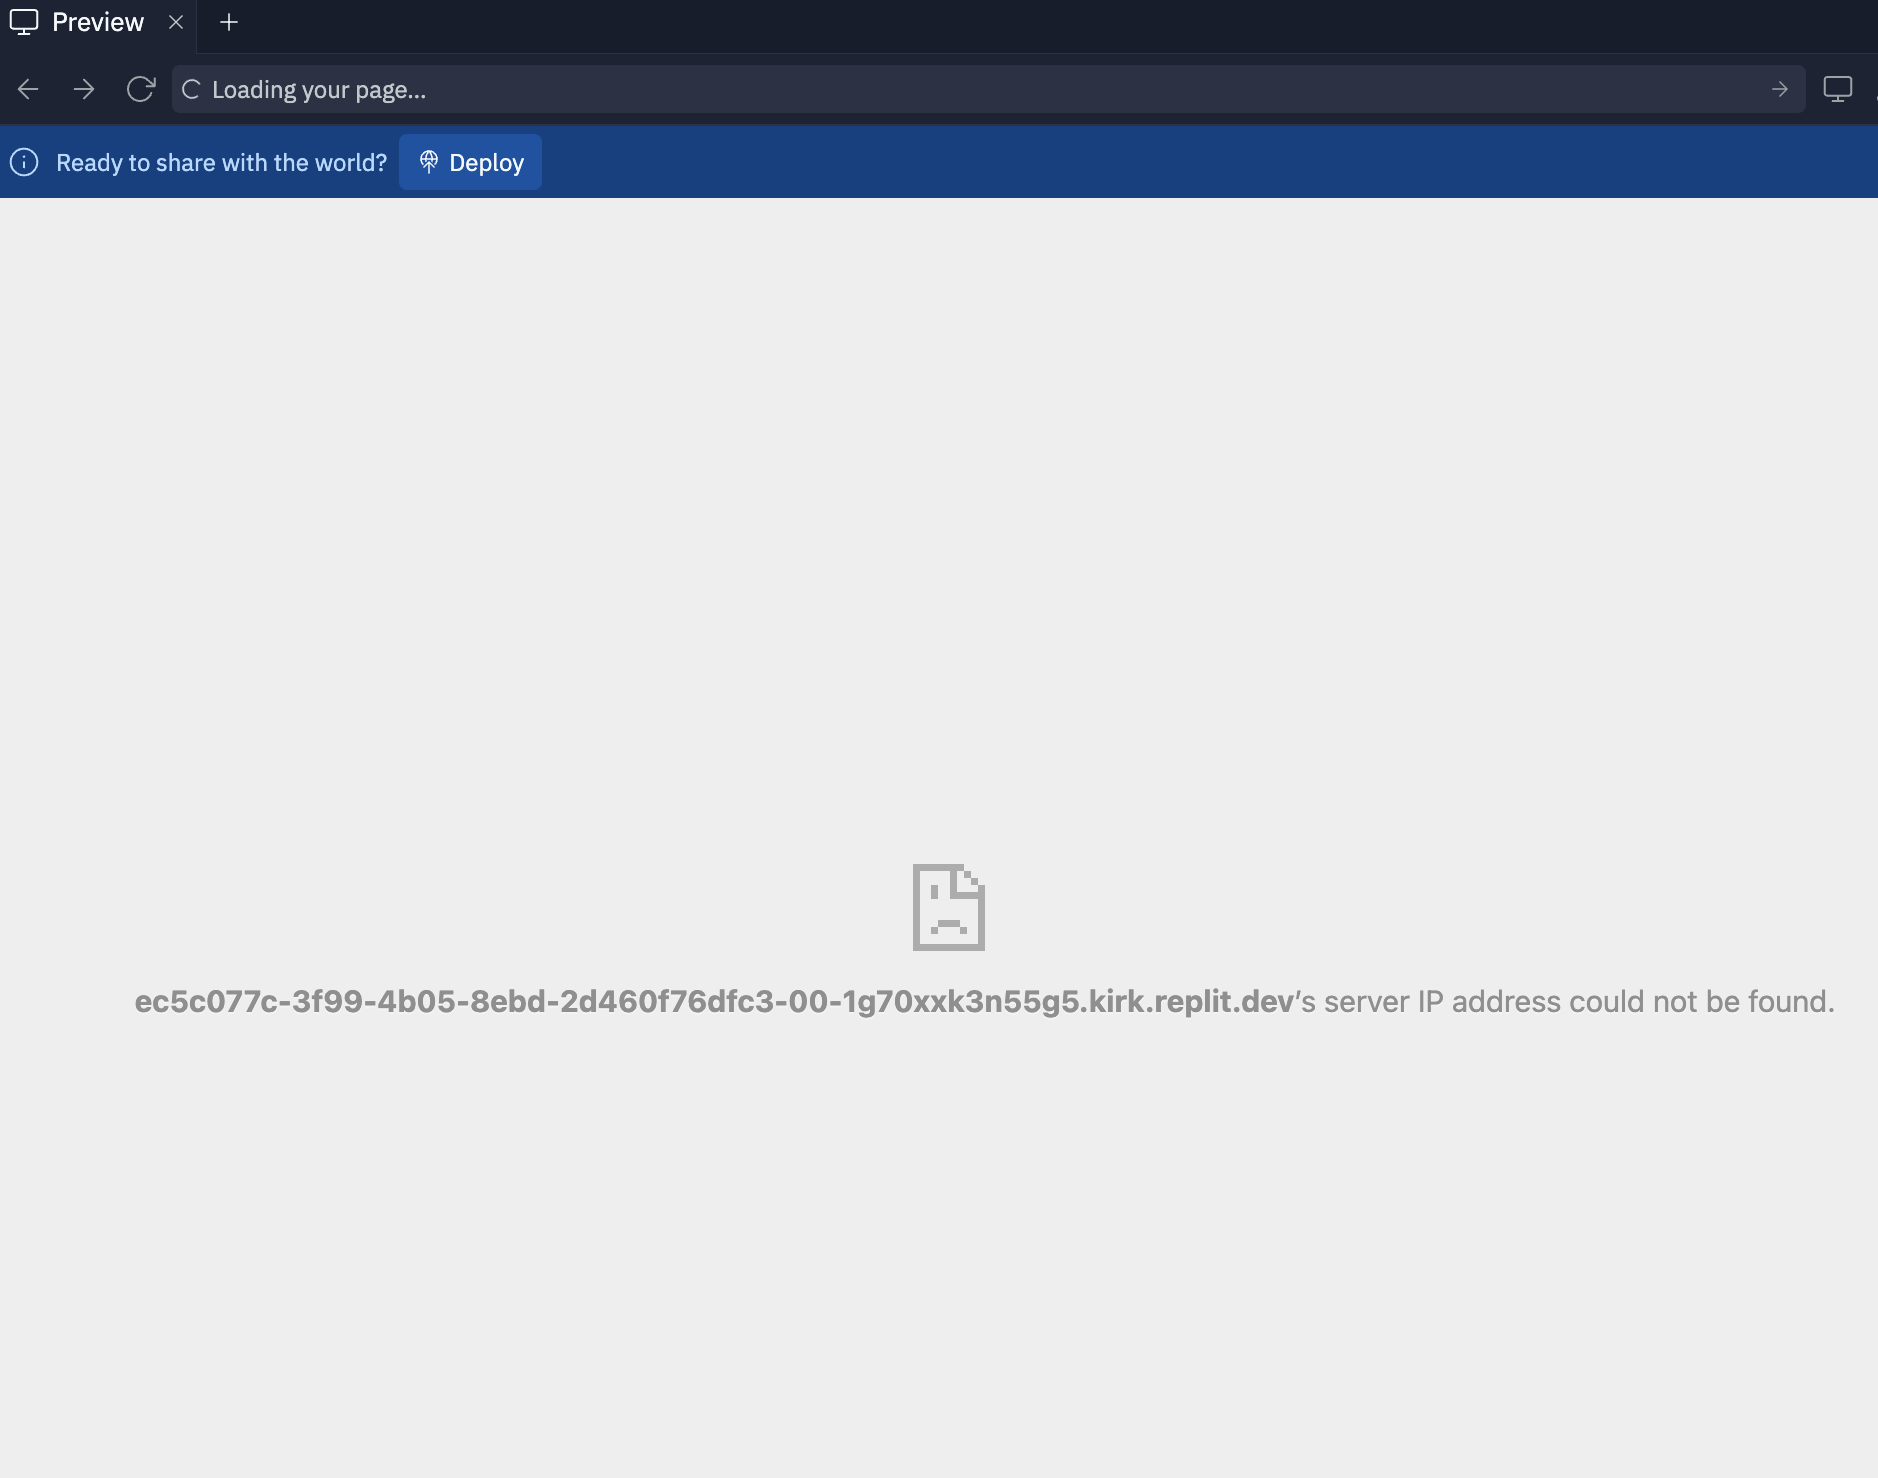 Preview
Loading your page...
Ready to share with the world? Deploy
ec5c077c-3f99-4b05-8ebd-2d460f76dfc3-00-1g70xxk3n55g5.kirk.replit.dev’s server IP address could not be found.